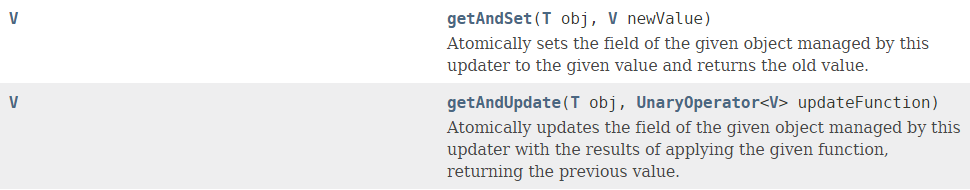 V getAndSet(T obj, V newValue)
Atomically sets the field of the given object managed by this
updater to the given value and returns the old value.
V getAndUpdate(T obj, UnaryOperator<V> updateFunction)
Atomically updates the field of the given object managed by this
updater with the results of applying the given function,
returning the previous value.